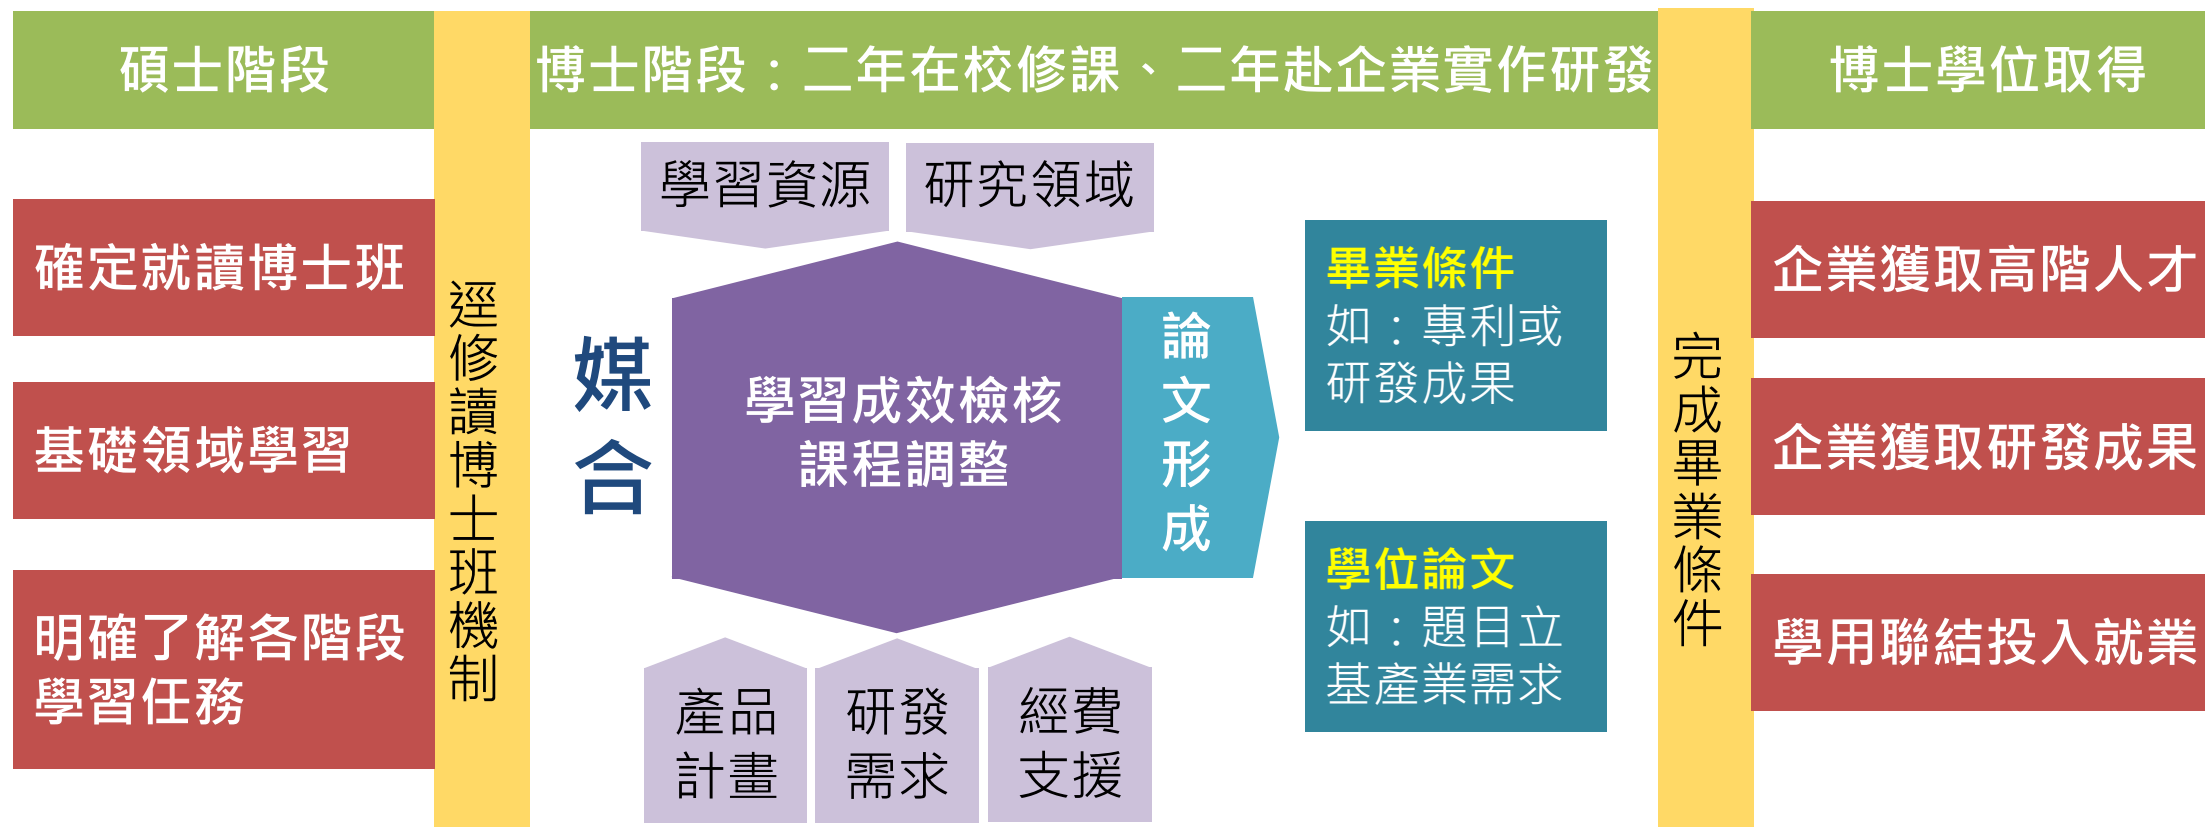 碩士階段
博士階段：二年在校修課、二年赴企業實作研發
博士學位取得
確定就讀博士班
基礎領域學習
明確了解各階段
學習任務
逕修讀博士班機制
學習資源
研究領域
媒合
學習成效檢核
課程調整
論文形成
產品
計畫
研發
需求
經費
支援
畢業條件
如：專利或
研發成果
學位論文
如：題目立
基產業需求
完成畢業條件
企業獲取高階人才
企業獲取研發成果
學用聯結投入就業